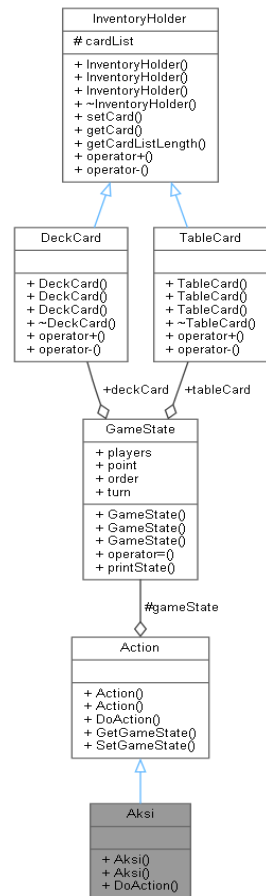 InventoryHolder
# cardList
+ InventoryHolder()
+ InventoryHolder()
+ InventoryHolder()
+ ~InventoryHolder()
+ setCard()
+ getCard()
+ getCardListLength()
+ operator+()
+ operator-()
DeckCard
+ DeckCard()
+ DeckCard()
+ DeckCard()
+ ~DeckCard()
+ operator+()
+ operator-()
TableCard
+ TableCard()
+ TableCard()
+ TableCard()
+ ~TableCard()
+ operator+()
+ operator-()
+deckCard
+tableCard
GameState
+ players
+ point
+ order
+ turn
+ GameState()
+ GameState()
+ GameState()
+ operator=()
+ printState()
#gameState
Action
+ Action()
+ Action()
+ DoAction()
+ GetGameState()
+ SetGameState()
Aksi
+ Aksi()
+ Aksi()
+ DoAction()